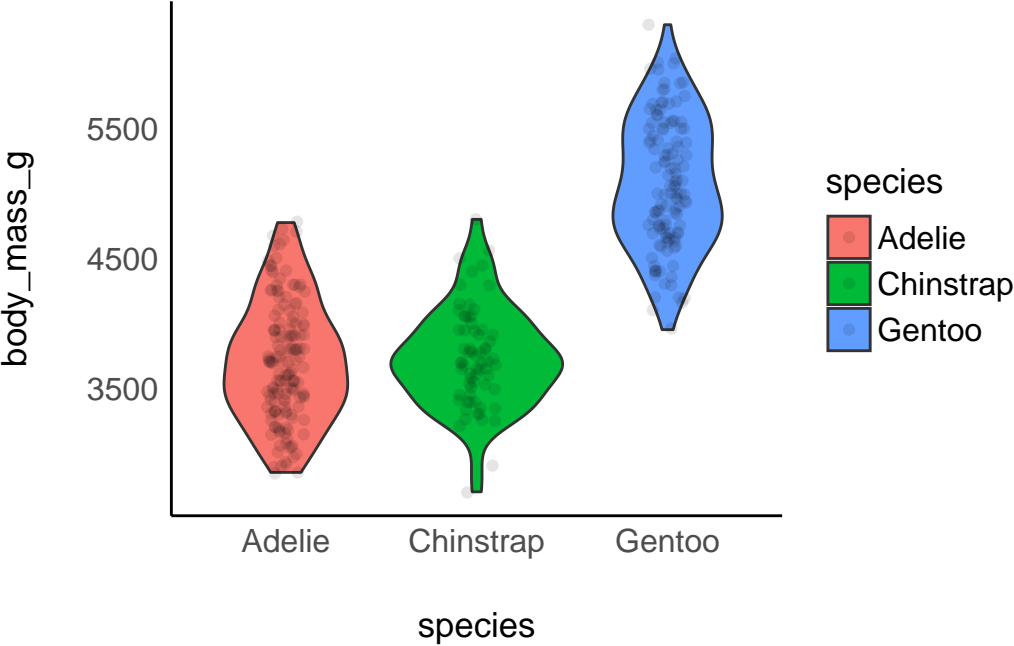 body_mass_g
5500
4500
3500
Adelie
Chinstrap
Gentoo
species
species
Adelie
Chinstrap
Gentoo